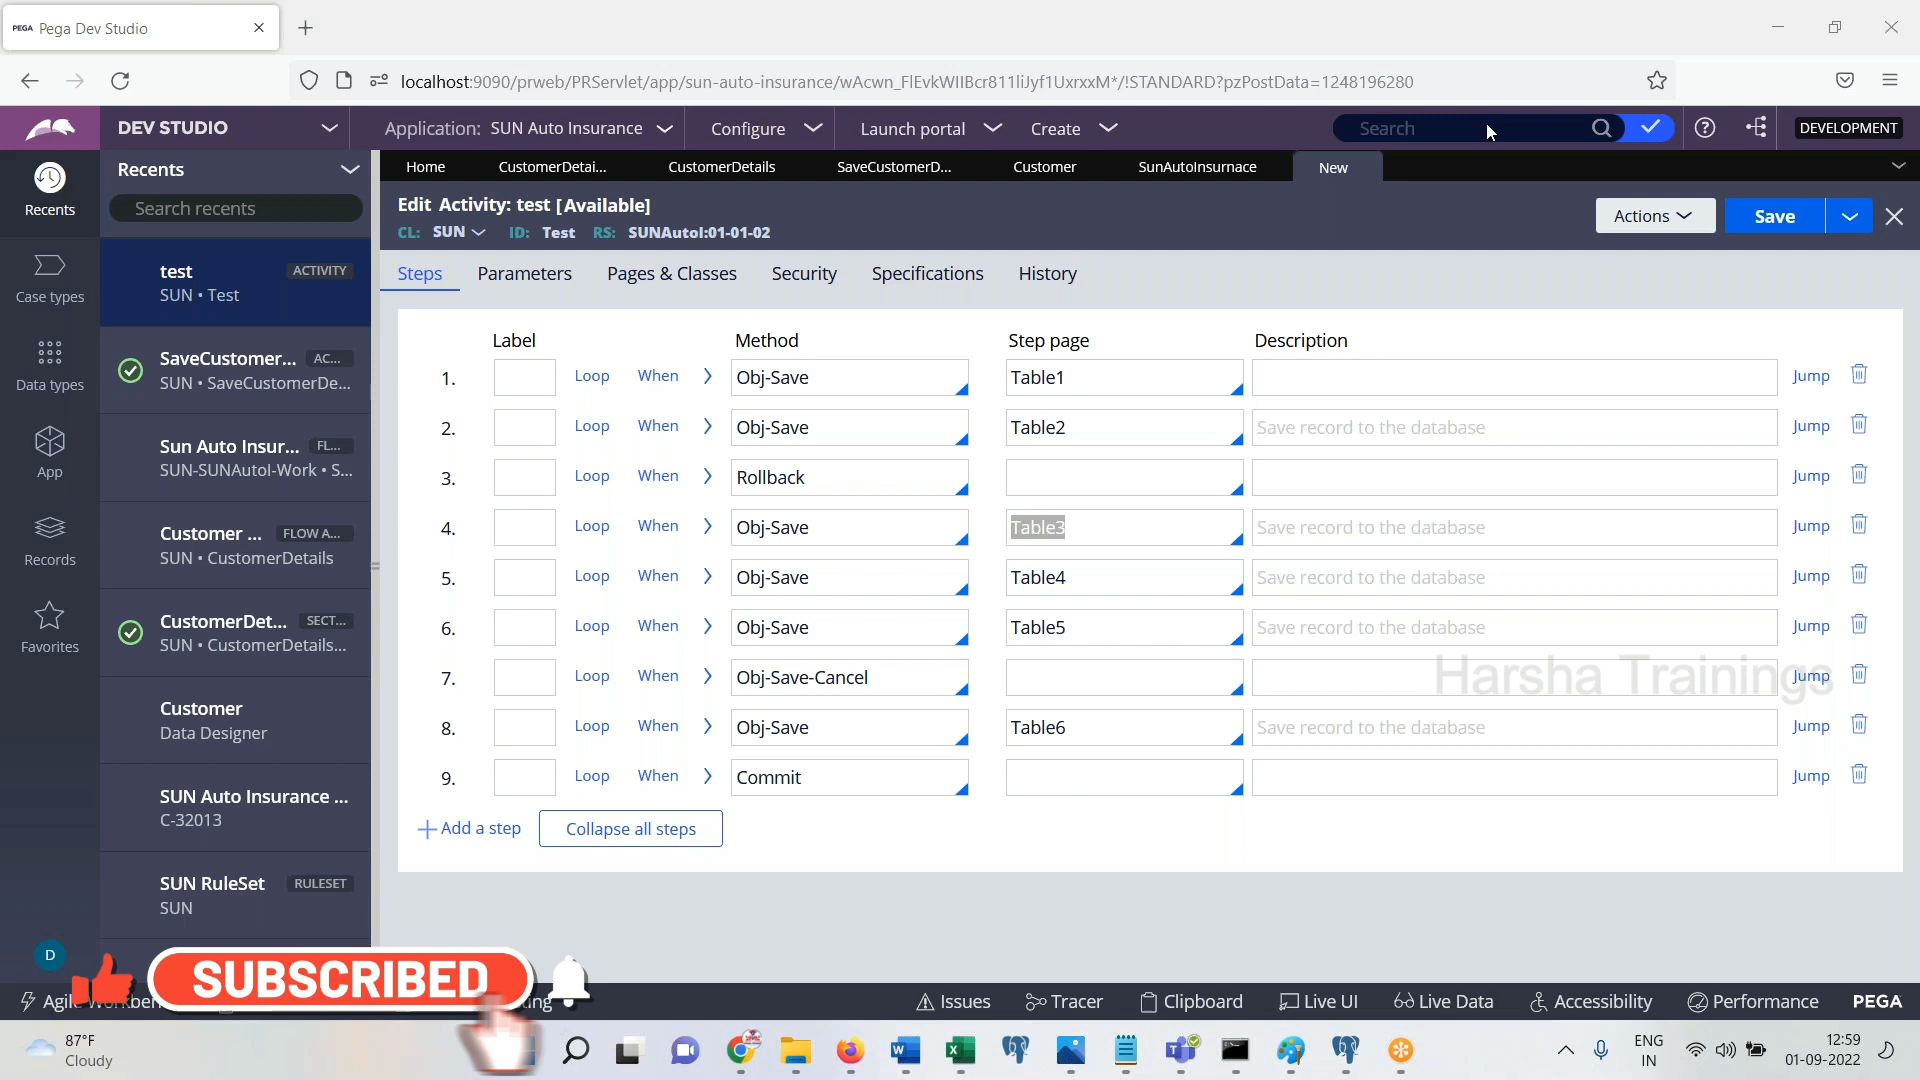 PEGA Pega Dev Studio
localhost:9090/prweb/PRServlet/app/sun-auto-insurance/wAcwn_FlEvkWIIBcr811liJyf1UxrxxM*/!STANDARD?pzPostData=1248196280
DEV STUDIO
Application: SUN Auto Insurance
Configure
Launch portal
Create
Search
DEVELOPMENT
Recents
Recents
Search recents
Home
CustomerDetai...
CustomerDetails
SaveCustomerD...
Customer
SunAutoInsurnace
New
Edit Activity: test [Available]
CL: SUN ID: Test RS: SUNAutoI:01-01-02
Actions
Save
Case types
Data types
App
Records
Favorites
D
test ACTIVITY
SUN • Test
SaveCustomer... AC...
SUN • SaveCustomerDe...
Sun Auto Insur... FL...
SUN-SUNAutoI-Work • S...
Customer ... FLOW A...
SUN • CustomerDetails
CustomerDet... SECT...
SUN • CustomerDetails...
Customer
Data Designer
SUN Auto Insurance ...
C-32013
SUN RuleSet RULESET
SUN
Steps Parameters Pages & Classes Security Specifications History
Label Method Step page Description
1. Loop When Obj-Save Table1 Jump
2. Loop When Obj-Save Table2 Save record to the database Jump
3. Loop When Rollback Jump
4. Loop When Obj-Save Table3 Save record to the database Jump
5. Loop When Obj-Save Table4 Save record to the database Jump
6. Loop When Obj-Save Table5 Save record to the database Jump
7. Loop When Obj-Save-Cancel Jump
Harsha Trainings
8. Loop When Obj-Save Table6 Save record to the database Jump
9. Loop When Commit Jump
Add a step Collapse all steps
SUBSCRIBED
Issues Tracer Clipboard Live UI Live Data Accessibility Performance PEGA
87°F
Cloudy
ENG
IN
12:59
01-09-2022